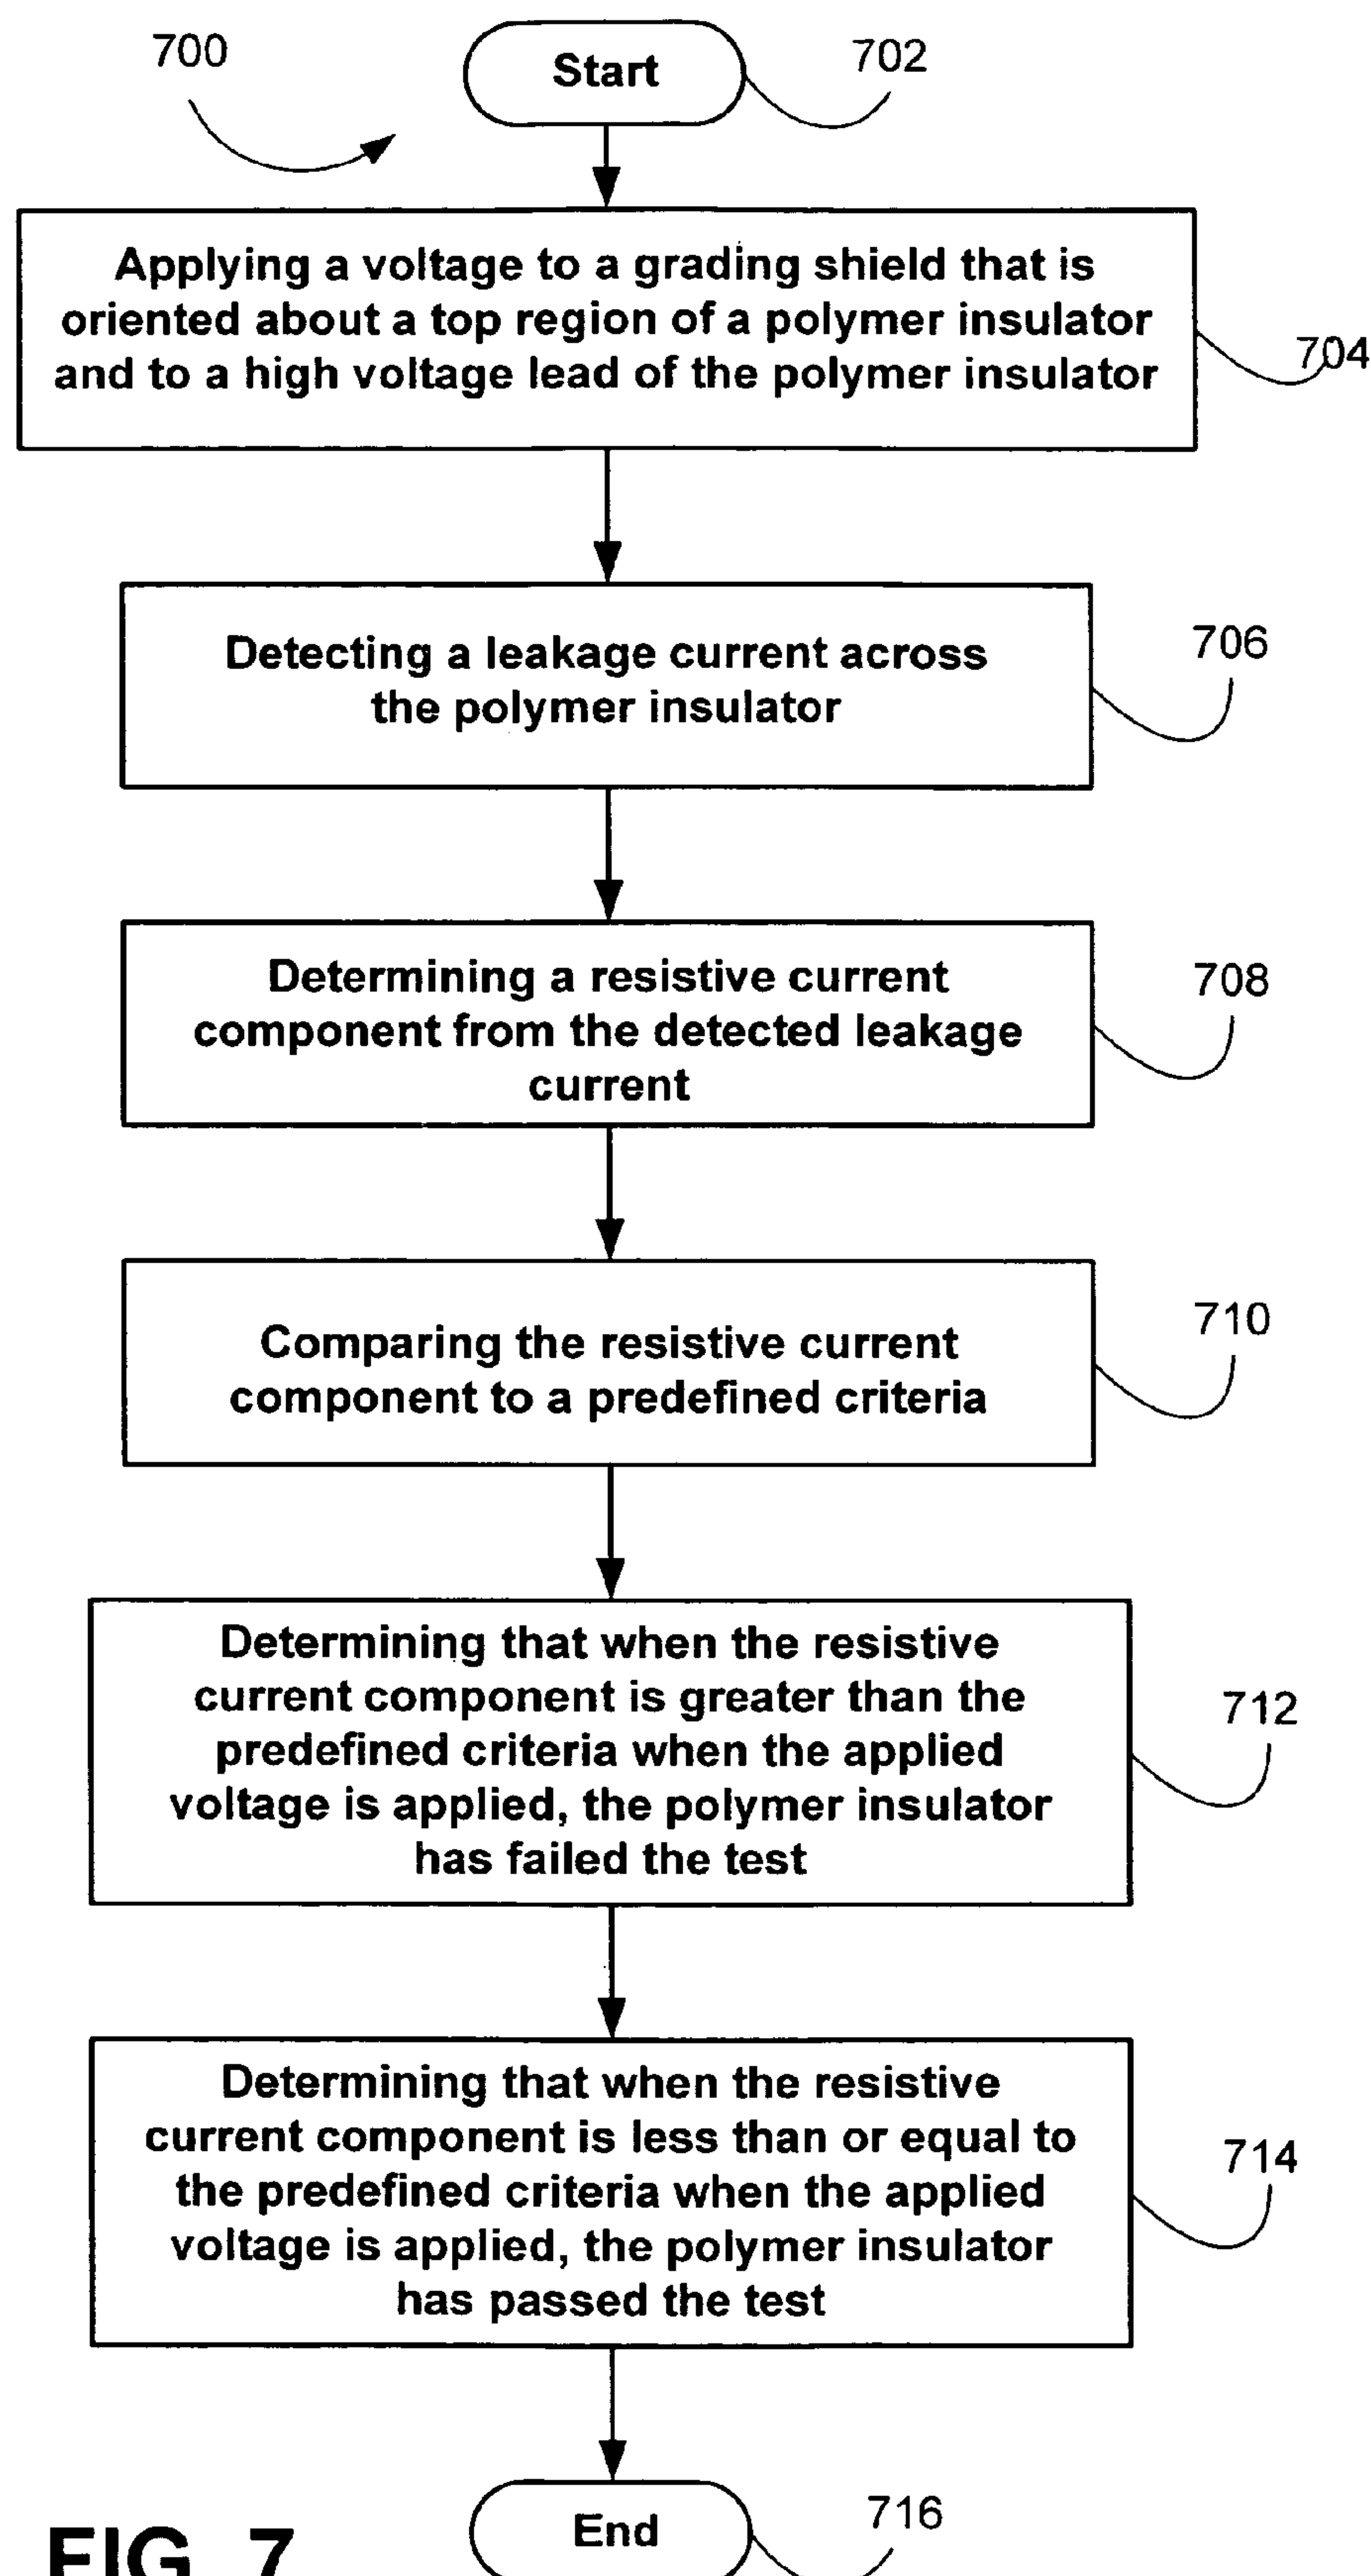 700
Start
702
Applying a voltage to a grading shield that is
oriented about a top region of a polymer insulator
and to a high voltage lead of the polymer insulator
704
Detecting a leakage current across
the polymer insulator
706
Determining a resistive current
component from the detected leakage
current
708
Comparing the resistive current
component to a predefined criteria
710
Determining that when the resistive
current component is greater than the
predefined criteria when the applied
voltage is applied, the polymer insulator
has failed the test
712
Determining that when the resistive
current component is less than or equal to
the predefined criteria when the applied
voltage is applied, the polymer insulator
has passed the test
714
End
716
FIG. 7